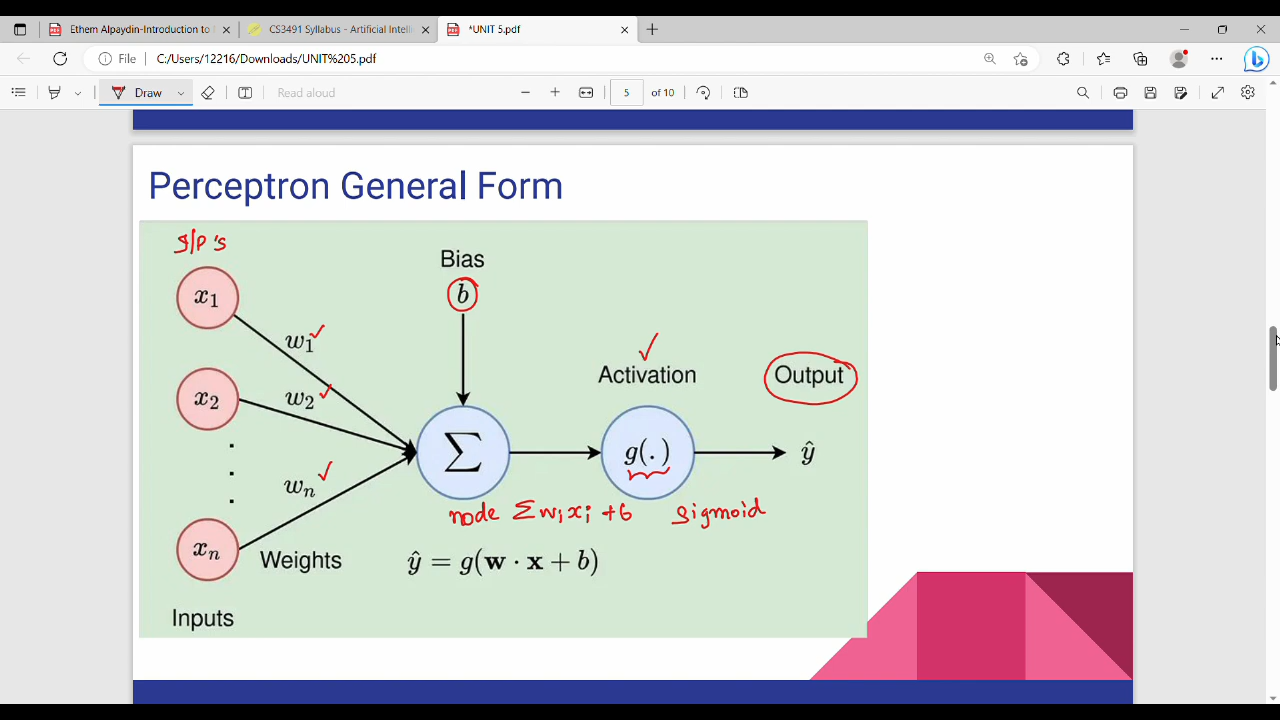 Ethem Alpaydin-Introduction to
CS3491 Syllabus - Artificial Intelli
*UNIT 5.pdf
File
C:/Users/12216/Downloads/UNIT%205.pdf
Draw
Read aloud
5 of 10
Perceptron General Form
I/P's
Bias
x1
b
w1
Activation
Output
x2
w2
Σ
g(.)
ŷ
wn
node Σwixi+b
sigmoid
xn
Weights
ŷ = g(w · x + b)
Inputs